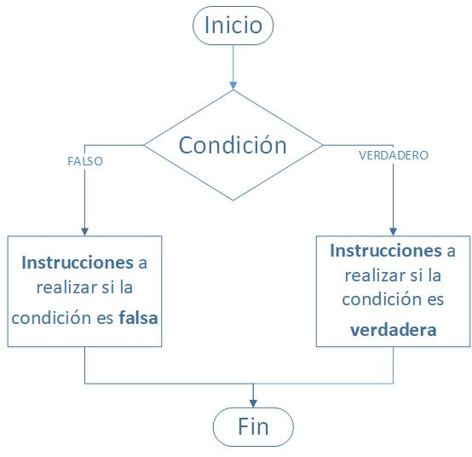 Inicio
Condición
FALSO
VERDADERO
Instrucciones a
realizar si la
condición es falsa
Instrucciones a
realizar si la
condición es
verdadera
Fin